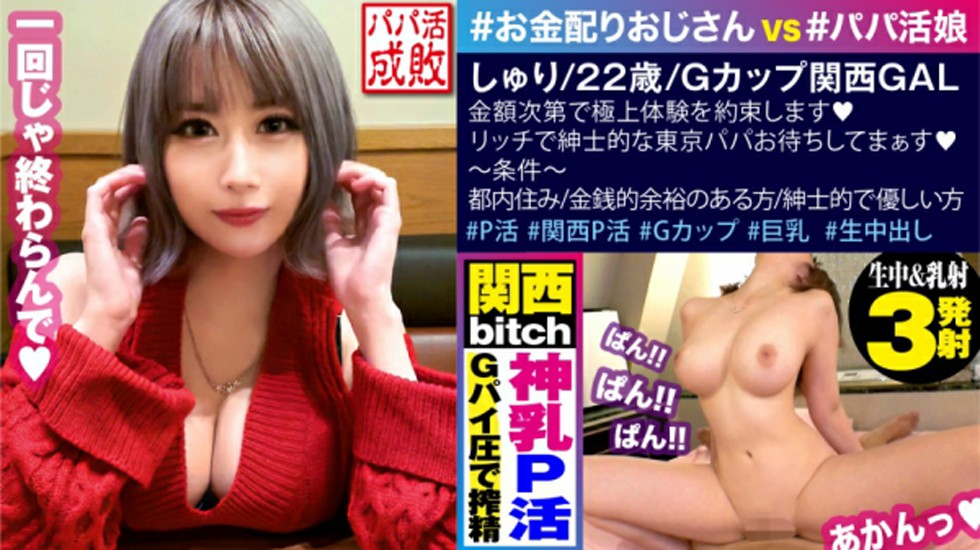 一回じゃ終わらんで♥
パパ活
成敗
#お金配りおじさんvs#パパ活娘
しゅり/22歳/Gカップ関西GAL
金額次第で極上体験を約束します♥
リッチで紳士的な東京パパお待ちしてまぁす♥
〜条件〜
都内住み/金銭的余裕のある方/紳士的で優しい方
#P活 #関西P活 #Gカップ #巨乳 #生中出し
関西
bitch
神乳P活
Gパイ圧で搾精
生中&乳射
3発射
ぱん!!
ぱん!!
ぱん!!
あかんっ♥